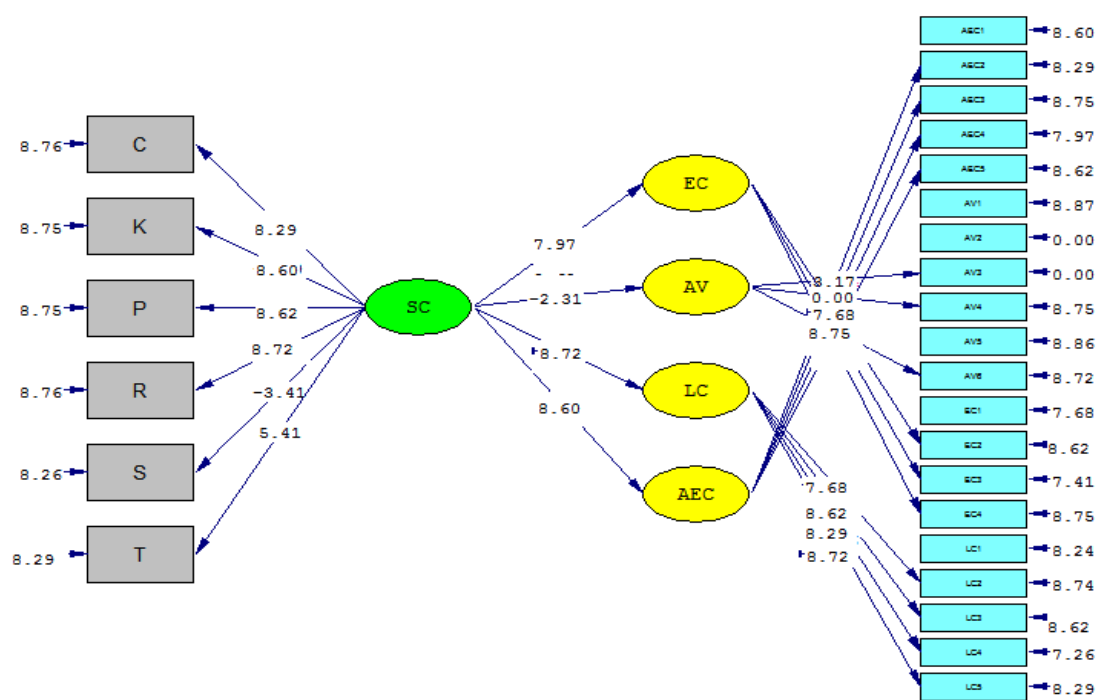 C
8.76
K
8.75
P
8.75
R
8.76
S
8.26
T
8.29
SC
8.29
8.60
8.62
8.72
-3.41
5.41
7.97
- --
-2.31
8.72
8.60
EC
AV
LC
AEC
8.17
0.00
7.68
8.75
7.68
8.62
8.29
8.72
AEC1 8.60
AEC2 8.29
AEC3 8.75
AEC4 7.97
AEC5 8.62
AV1 8.87
AV2 0.00
AV3 0.00
AV4 8.75
AV5 8.86
AV6 8.72
EC1 7.68
EC2 8.62
EC3 7.41
EC4 8.75
LC1 8.24
LC2 8.74
LC3 8.62
LC4 7.26
LC5 8.29